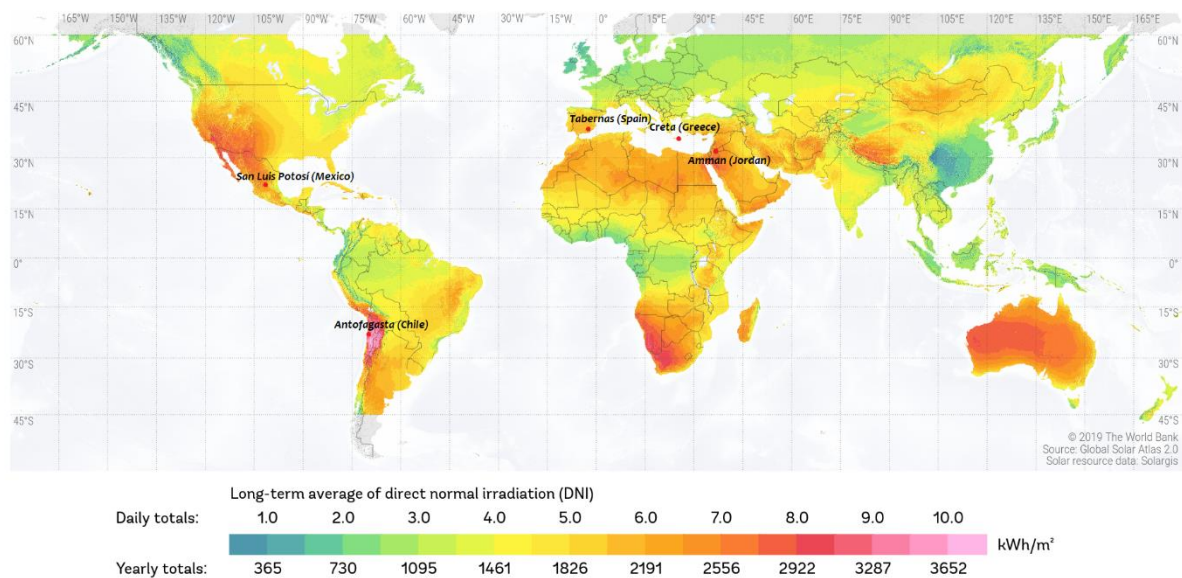 165°W 150°W 135°W 120°W 105°W 90°W 75°W 60°W 45°W 30°W 15°W 0° 15°E 30°E 45°E 60°E 75°E 90°E 105°E 120°E 135°E 150°E 165°E
60°N 60°N
45°N 45°N
Tabernas (Spain) Creta (Greece)
30°N Amman (Jordan) 30°N
San Luis Potosí (Mexico)
15°N 15°N
0° 0°
15°S 15°S
Antofagasta (Chile)
30°S 30°S
45°S 45°S
© 2019 The World Bank
Source: Global Solar Atlas 2.0
Solar resource data: Solargis
Long-term average of direct normal irradiation (DNI)
Daily totals: 1.0 2.0 3.0 4.0 5.0 6.0 7.0 8.0 9.0 10.0
kWh/m²
Yearly totals: 365 730 1095 1461 1826 2191 2556 2922 3287 3652